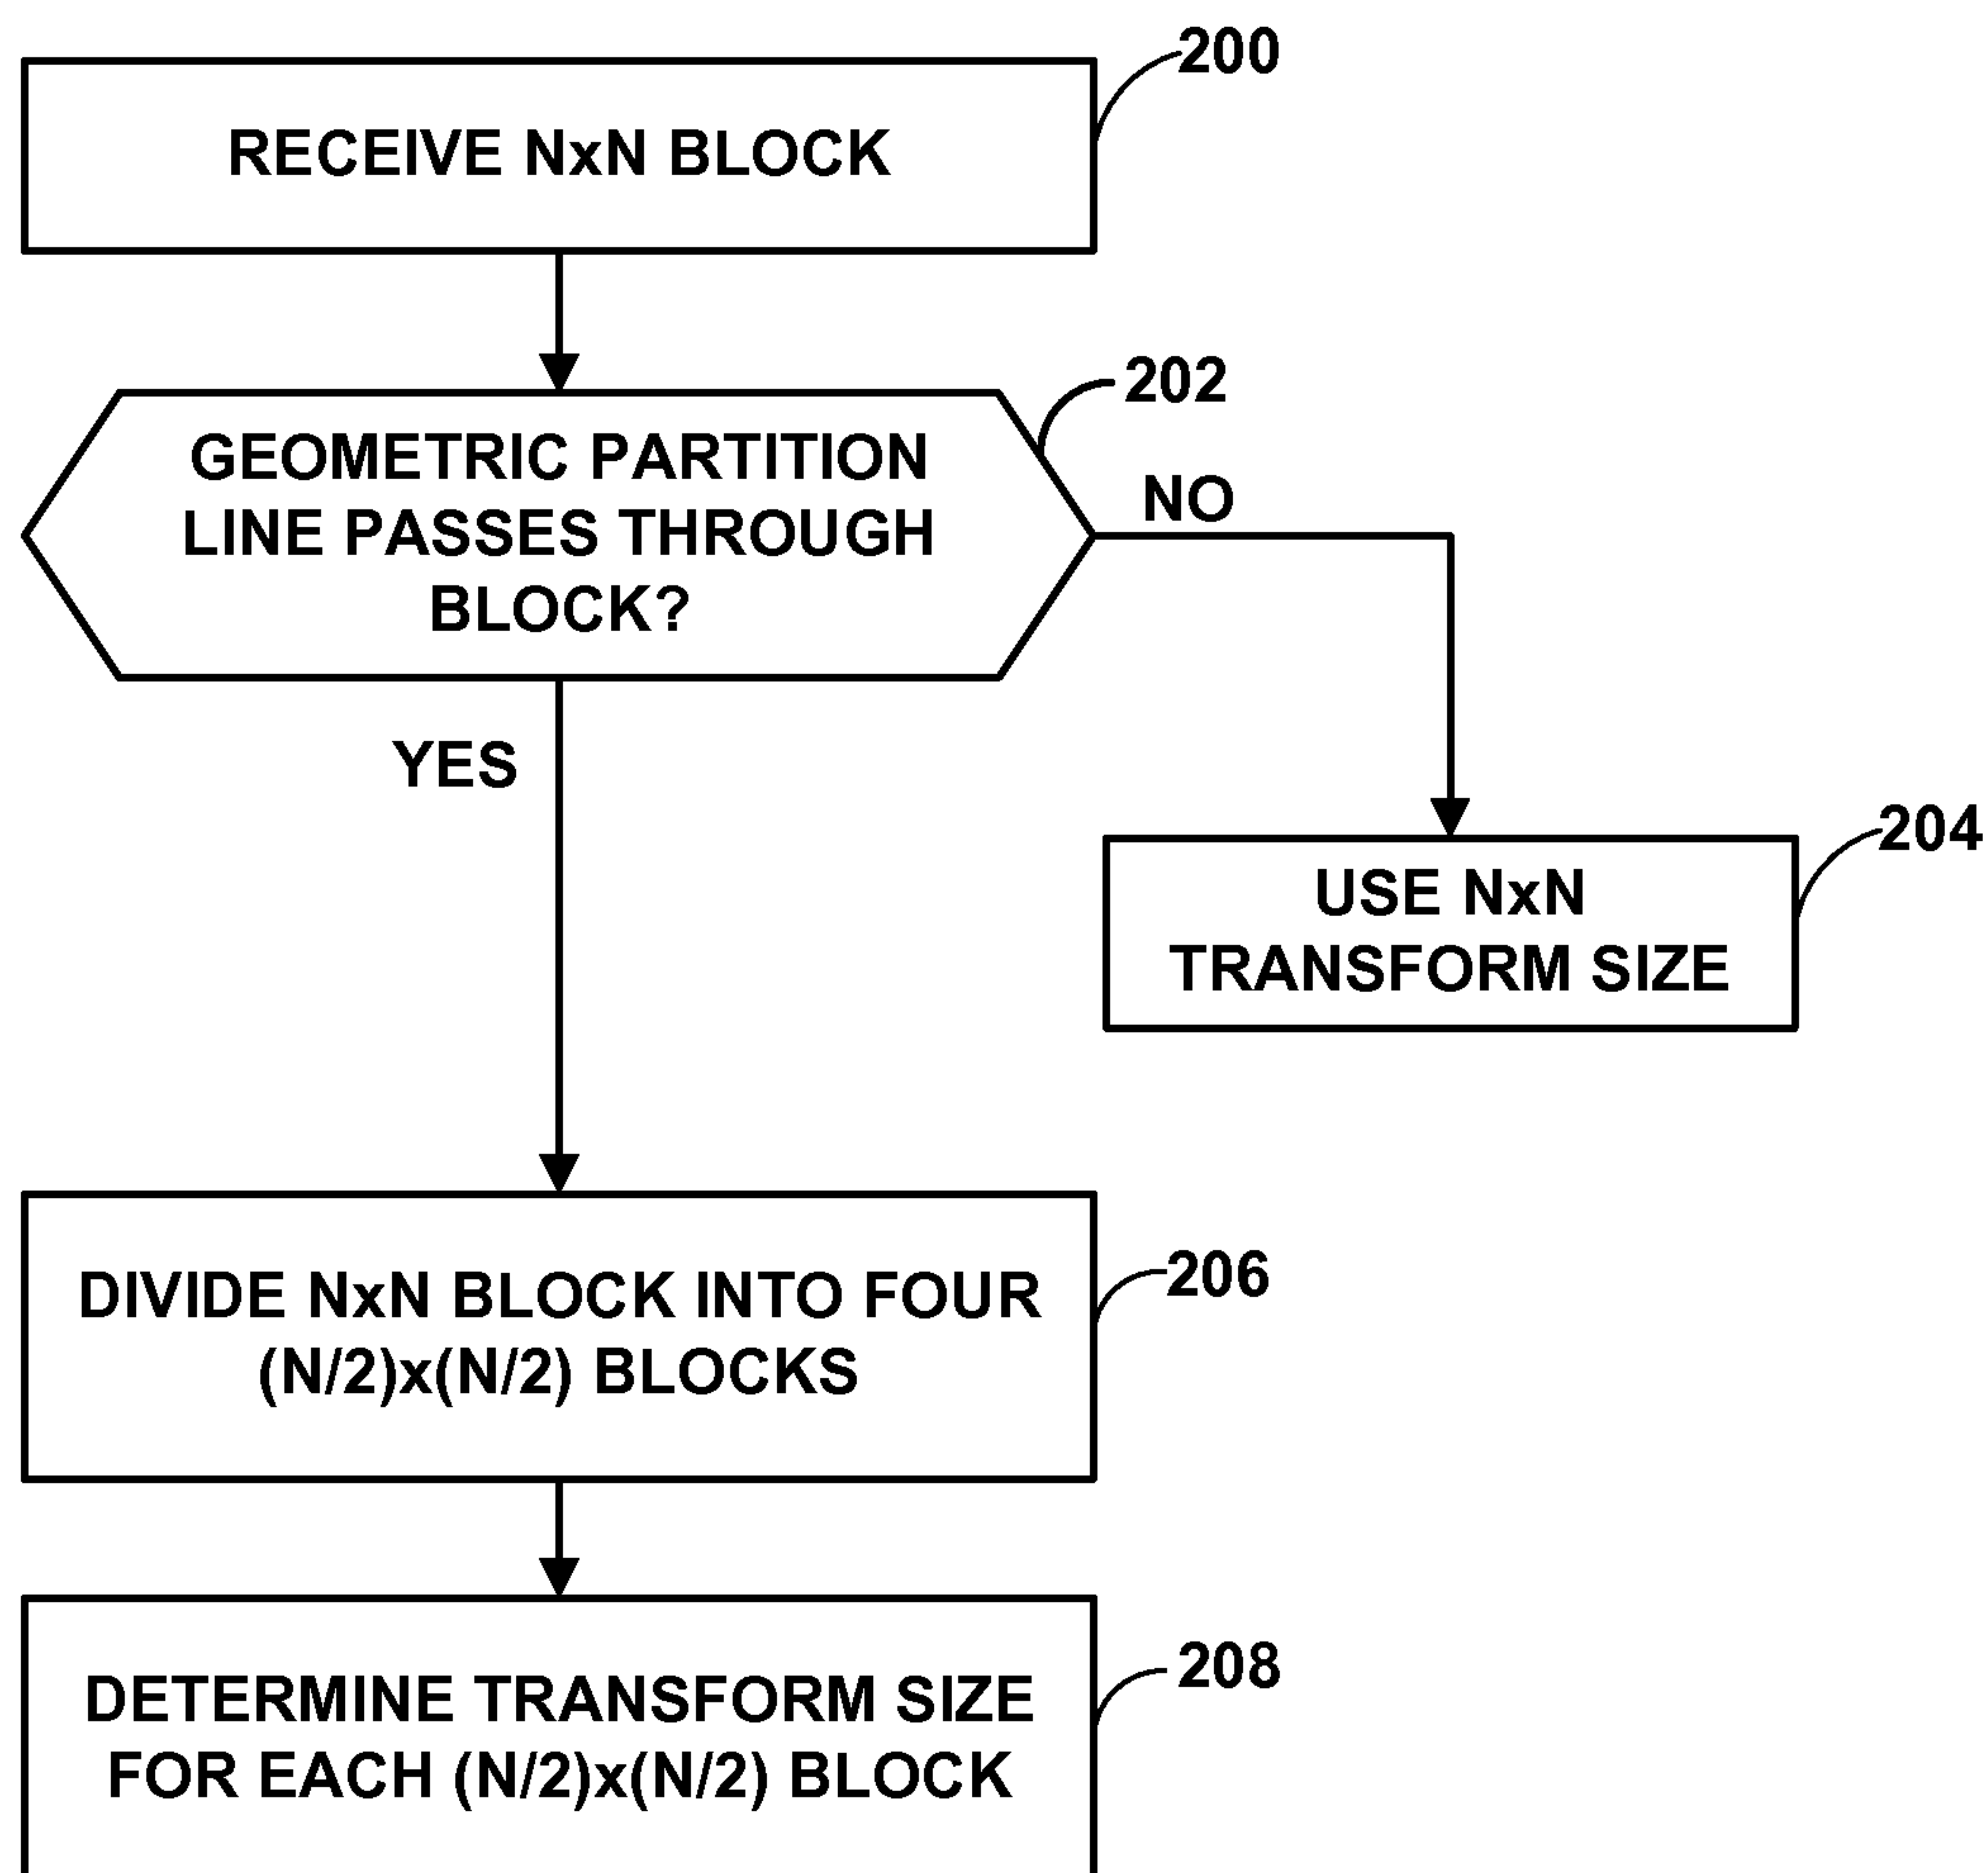 200
RECEIVE NxN BLOCK
202
GEOMETRIC PARTITION
LINE PASSES THROUGH
BLOCK?
NO
YES
204
USE NxN
TRANSFORM SIZE
206
DIVIDE NxN BLOCK INTO FOUR
(N/2)x(N/2) BLOCKS
208
DETERMINE TRANSFORM SIZE
FOR EACH (N/2)x(N/2) BLOCK